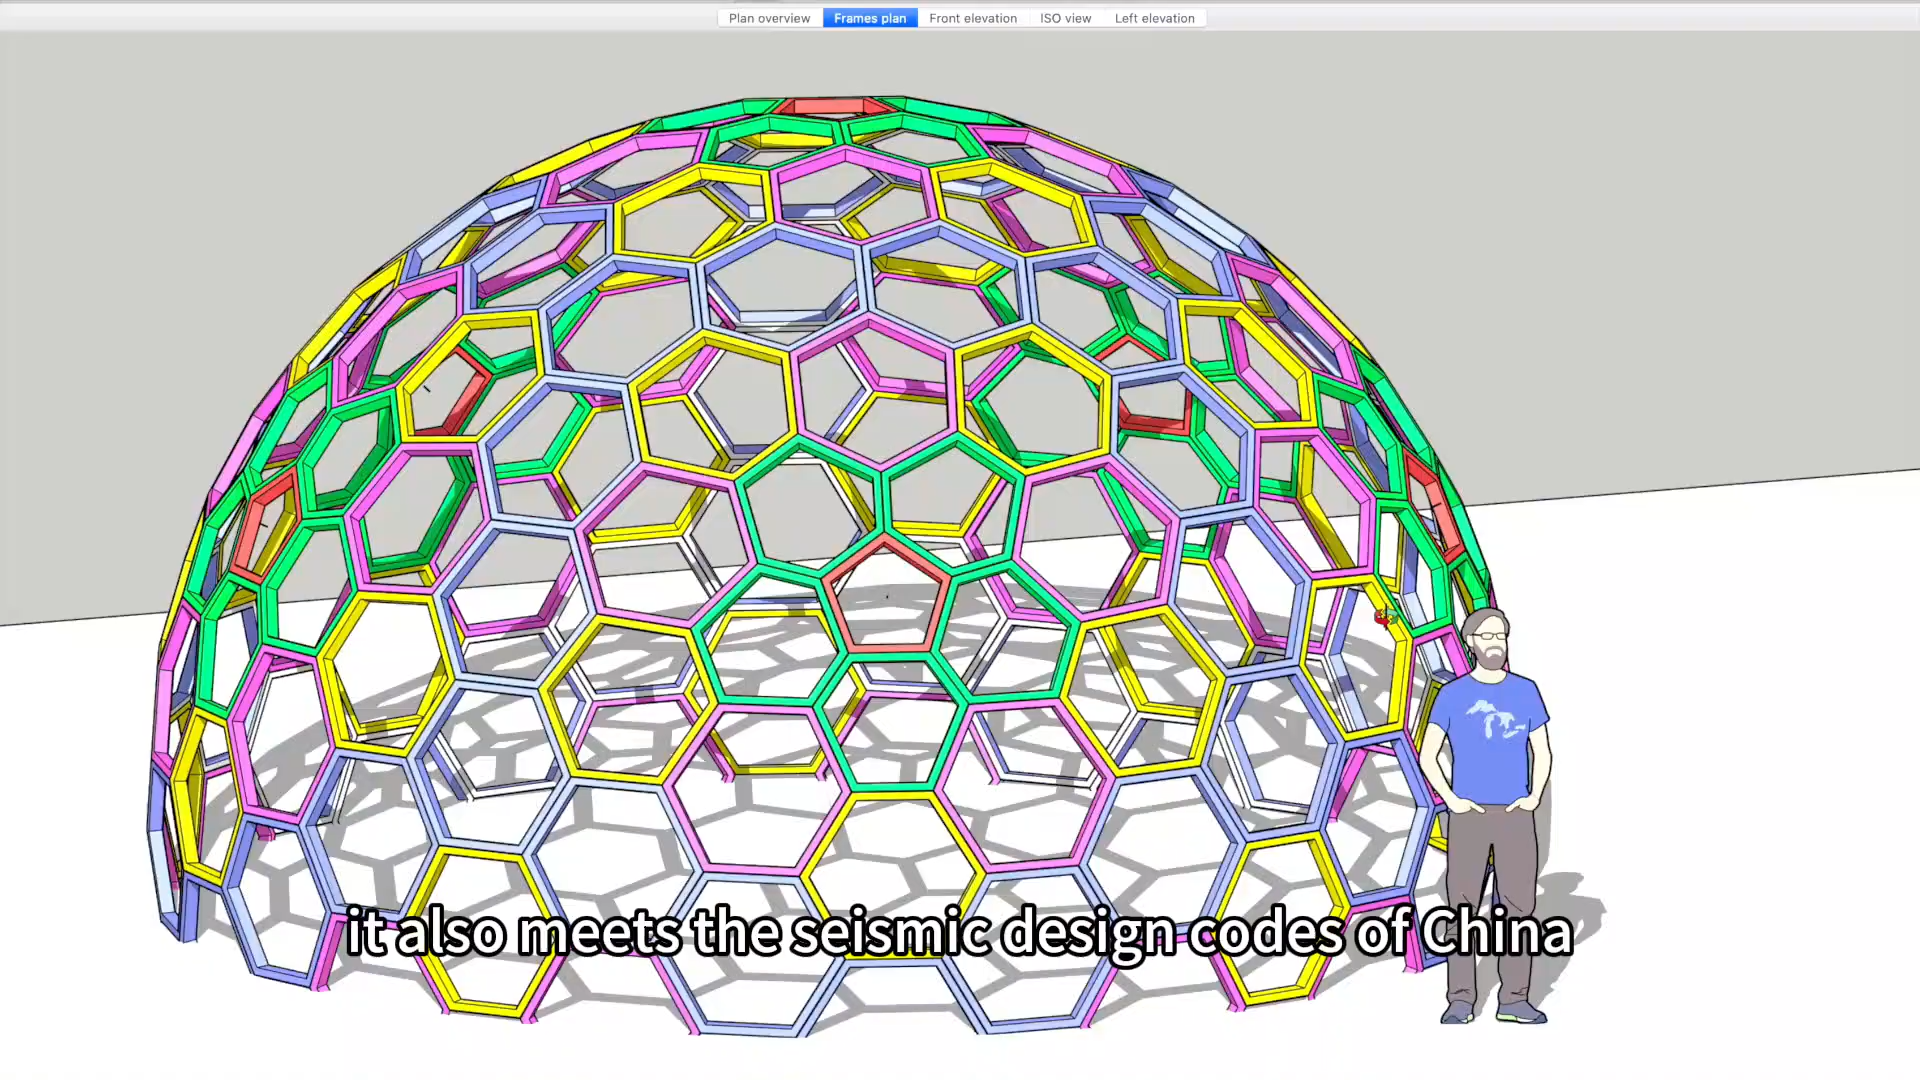 Plan overview
Frames plan
Front elevation
ISO view
Left elevation
it also meets the seismic design codes of China